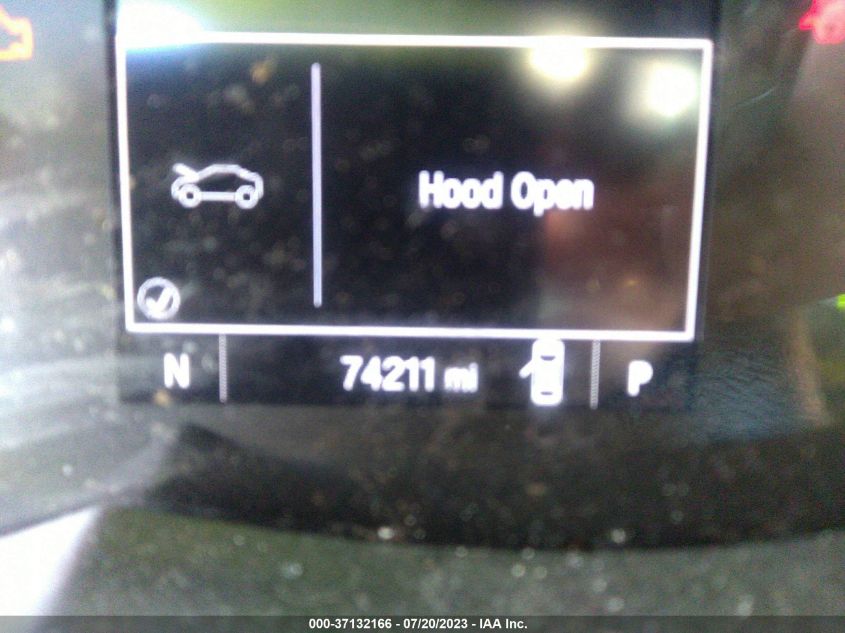 Hood Open
N 74211 mi P
000-37132166 - 07/20/2023 - IAA Inc.